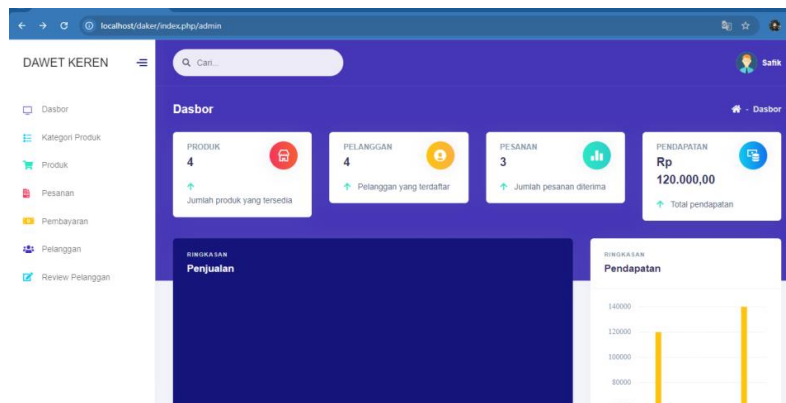 localhost/daker/index.php/admin
DAWET KEREN
Cari...
Safik
Dasbor
Kategori Produk
Produk
Pesanan
Pembayaran
Pelanggan
Review Pelanggan
Dasbor
- Dasbor
PRODUK
4
Jumlah produk yang tersedia
PELANGGAN
4
Pelanggan yang terdaftar
PESANAN
3
Jumlah pesanan diterima
PENDAPATAN
Rp
120.000,00
Total pendapatan
RINGKASAN
Penjualan
RINGKASAN
Pendapatan
140000
120000
100000
80000